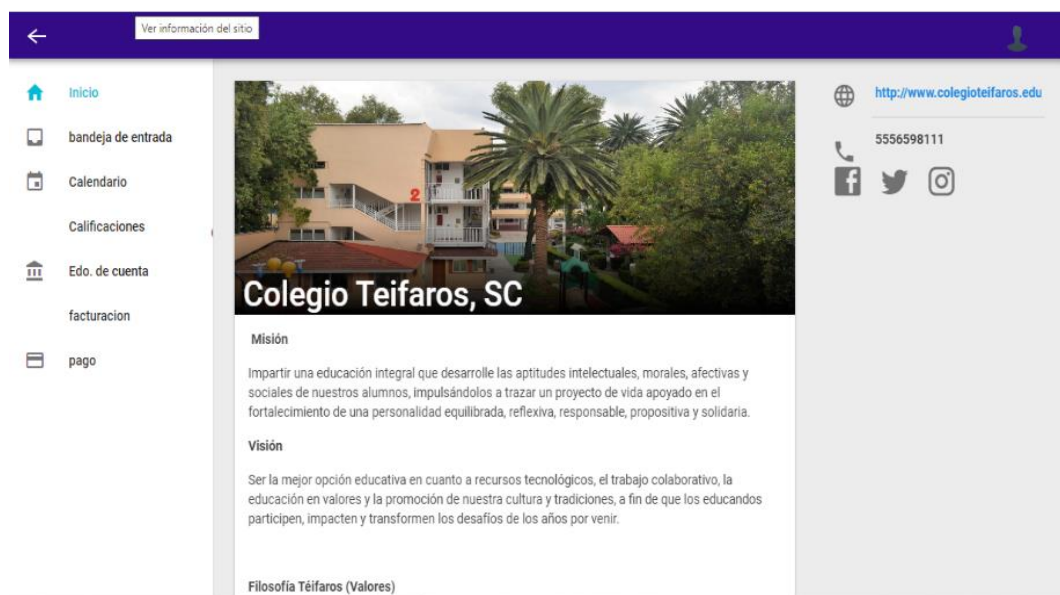 Ver información del sitio
Inicio
bandeja de entrada
Calendario
Calificaciones
Edo. de cuenta
facturacion
pago
2
Colegio Teifaros, SC
Misión
Impartir una educación integral que desarrolle las aptitudes intelectuales, morales, afectivas y
sociales de nuestros alumnos, impulsándolos a trazar un proyecto de vida apoyado en el
fortalecimiento de una personalidad equilibrada, reflexiva, responsable, propositiva y solidaria.
Visión
Ser la mejor opción educativa en cuanto a recursos tecnológicos, el trabajo colaborativo, la
educación en valores y la promoción de nuestra cultura y tradiciones, a fin de que los educandos
participen, impacten y transformen los desafíos de los años por venir.
Filosofía Téifaros (Valores)
http://www.colegioteifaros.edu
5556598111